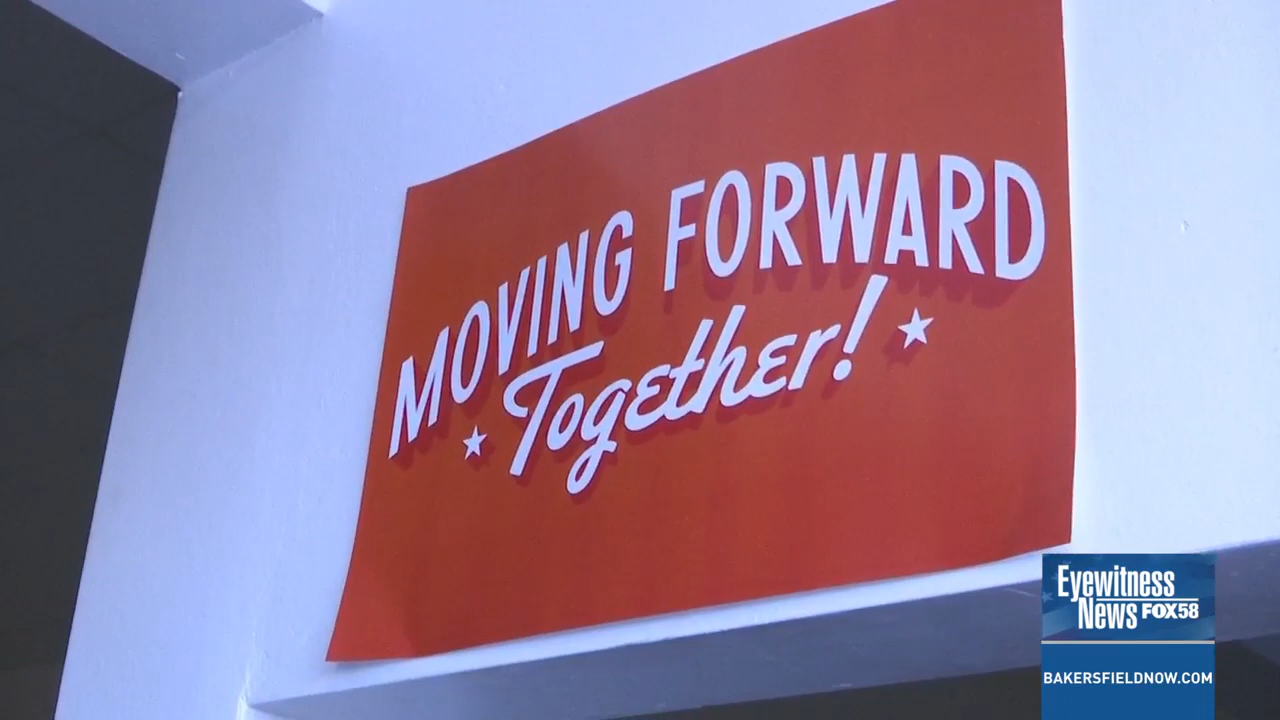 MOVING FORWARD
Together!
Eyewitness
News FOX58
BAKERSFIELDNOW.COM